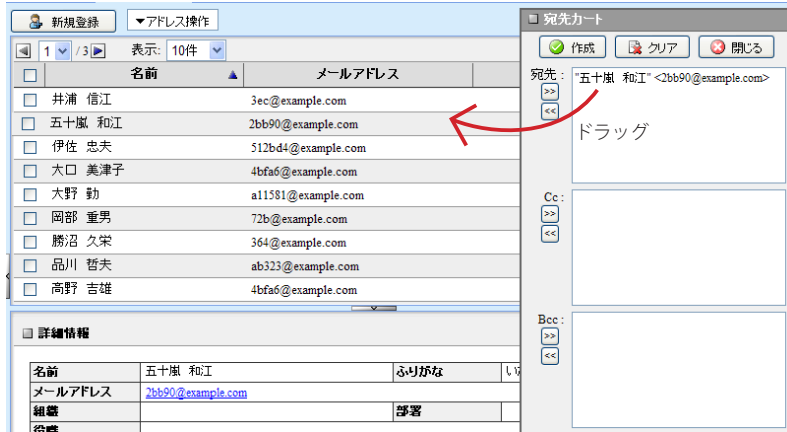 新規登録 ▼アドレス操作
1 /3 表示: 10件
名前 ▲ メールアドレス
井浦 信江 3ec@example.com
五十嵐 和江 2bb90@example.com
伊佐 忠夫 512bd4@example.com
大口 美津子 4bfa6@example.com
大野 勤 a11581@example.com
岡部 重男 72b@example.com
勝沼 久栄 364@example.com
品川 哲夫 ab323@example.com
高野 吉雄 4bfa6@example.com
詳細情報
名前 五十嵐 和江 ふりがな
メールアドレス 2bb90@example.com
組織 部署
役職
宛先カート
作成 クリア 閉じる
宛先: "五十嵐 和江" <2bb90@example.com>
>>
<<
ドラッグ
Cc:
>>
<<
Bcc:
>>
<<